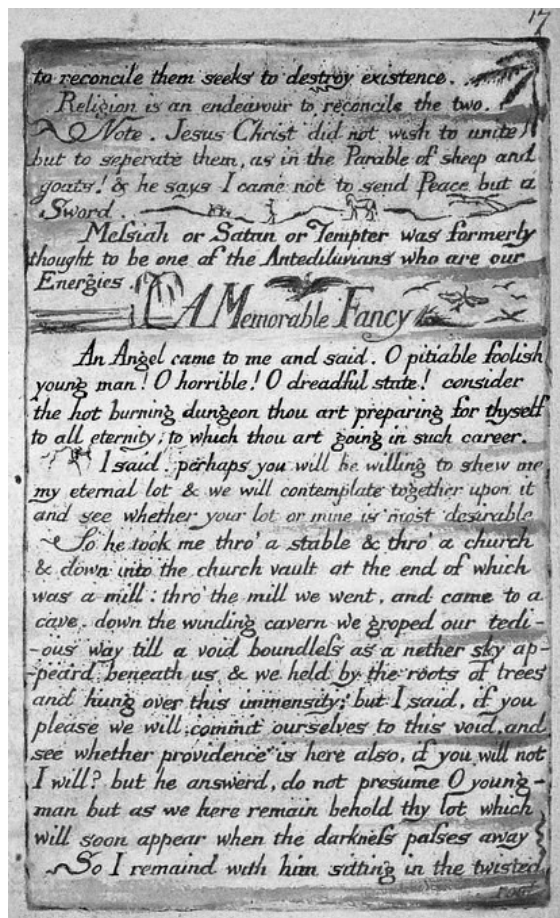 17
to reconcile them seeks to destroy existence.
Religion is an endeavour to reconcile the two.
Note. Jesus Christ did not wish to unite
but to seperate them, as in the Parable of sheep and
goats! & he says I came not to send Peace but a
Sword.
Meſsiah or Satan or Tempter was formerly
thought to be one of the Antediluvians who are our
Energies.
A Memorable Fancy
An Angel came to me and said. O pitiable foolish
young man! O horrible! O dreadful state! consider
the hot burning dungeon thou art preparing for thyself
to all eternity, to which thou art going in such career.
I said. perhaps you will be willing to shew me
my eternal lot & we will contemplate together upon it
and see whether your lot or mine is most desirable
So he took me thro' a stable & thro' a church
& down into the church vault at the end of which
was a mill: thro' the mill we went, and came to a
cave. down the winding cavern we groped our tedi-
-ous way till a void boundleſs as a nether sky ap-
-peard beneath us, & we held by the roots of trees
and hung over this immensity; but I said, if you
please we will commit ourselves to this void, and
see whether providence is here also, if you will not
I will? but he answerd, do not presume O young-
man but as we here remain behold thy lot which
will soon appear when the darkneſs paſses away
So I remaind with him sitting in the twisted
root